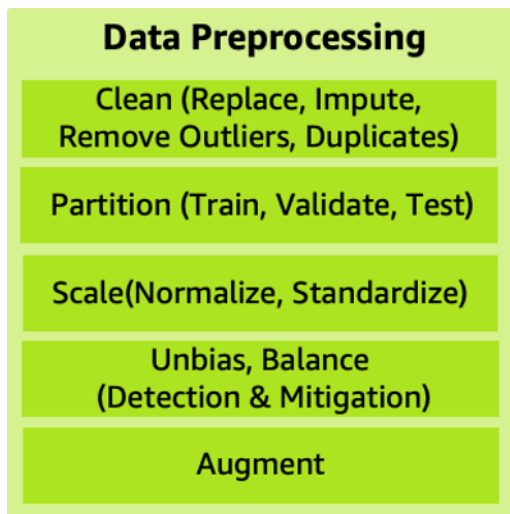 Data Preprocessing
Clean (Replace, Impute,
Remove Outliers, Duplicates)
Partition (Train, Validate, Test)
Scale(Normalize, Standardize)
Unbias, Balance
(Detection & Mitigation)
Augment